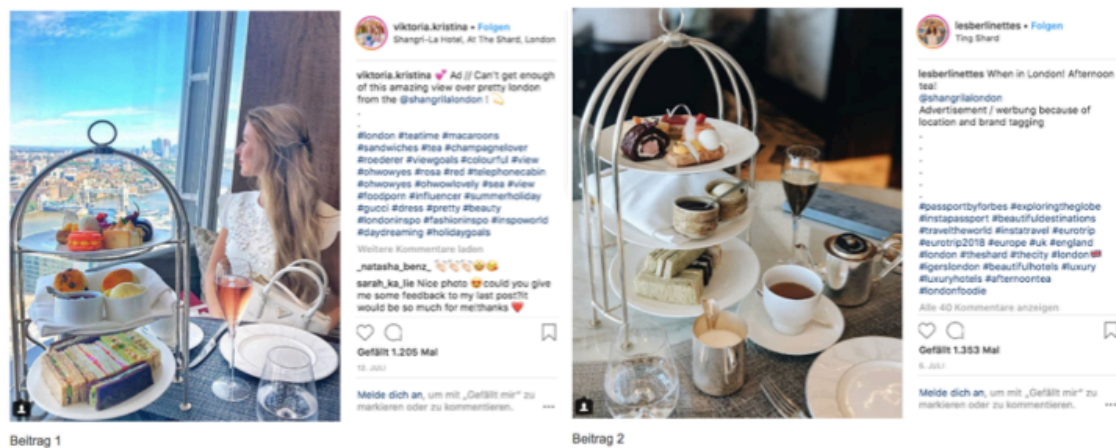 viktoria.kristina • Folgen
Shangri-La Hotel, At The Shard, London
viktoria.kristina 💕 Ad // Can't get enough
of this amazing view over pretty london
from the @shangrilalondon ! 💫
.
.
#london #teatime #macaroons
#sandwiches #tea #champagnelover
#roederer #viewgoals #colourful #view
#ohwowyes #rosa #red #telephonecabin
#ohwowyes #ohwowlovely #sea #view
#foodporn #influencer #summerholiday
#gucci #dress #pretty #beauty
#londoninspo #fashioninspo #inspoworld
#daydreaming #holidaygoals
Weitere Kommentare laden
_natasha_benz_
sarah_ka_lie Nice photo 😍could you give
me some feedback to my last post?It
would be so much for me!thanks ❤️
Gefällt 1.205 Mal
12. JULI
Melde dich an, um mit „Gefällt mir“ zu
markieren oder zu kommentieren.
Beitrag 1
lesberlinettes • Folgen
Ting Shard
lesberlinettes When in London! Afternoon
tea!
@shangrilalondon
Advertisement / werbung because of
location and brand tagging
.
.
.
.
.
.
#passportbyforbes #exploringtheglobe
#instapassport #beautifuldestinations
#traveltheworld #instatravel #eurotrip
#eurotrip2018 #europe #uk #england
#london #theshard #thecity #london🇬🇧
#igerslondon #beautifulhotels #luxury
#luxuryhotels #afternoontea
#londonfoodie
Alle 40 Kommentare anzeigen
Gefällt 1.353 Mal
JULI
Melde dich an, um mit „Gefällt mir“ zu
markieren oder zu kommentieren.
Beitrag 2